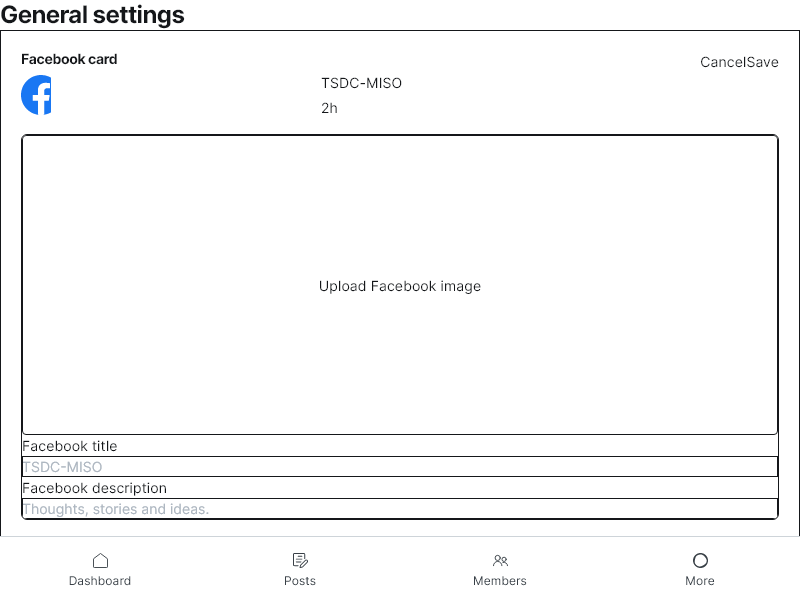 General settings
Facebook card
CancelSave
TSDC-MISO
2h
Upload Facebook image
Facebook title
TSDC-MISO
Facebook description
Thoughts, stories and ideas.
Dashboard
Posts
Members
More